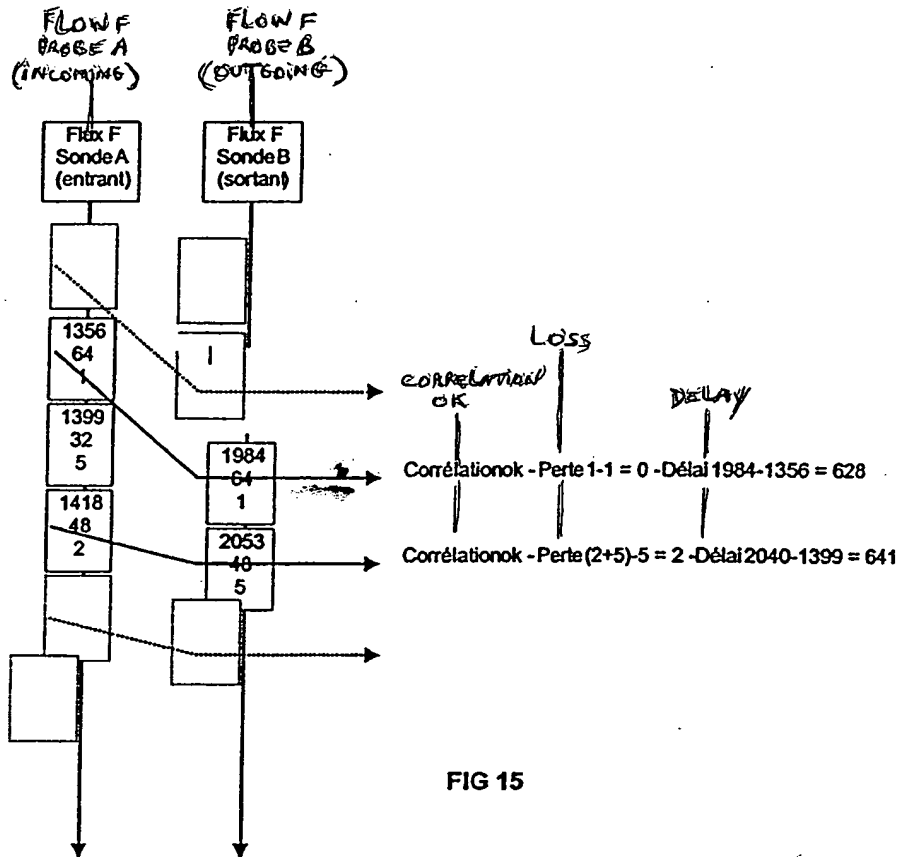 FLOW F
PROBE A
(INCOMING)
FLOW F
PROBE B
(OUTGOING)
Flux F
Sonde A
(entrant)
Flux F
Sonde B
(sortant)
1356
64
1
1399
32
5
1418
48
2
1
1984
64
1
2053
48
5
LOSS
CORRELATION
OK
DELAY
Corrélationok - Perte 1-1 = 0 -Délai 1984-1356 = 628
Corrélationok - Perte (2+5)-5 = 2 -Délai 2040-1399 = 641
FIG 15